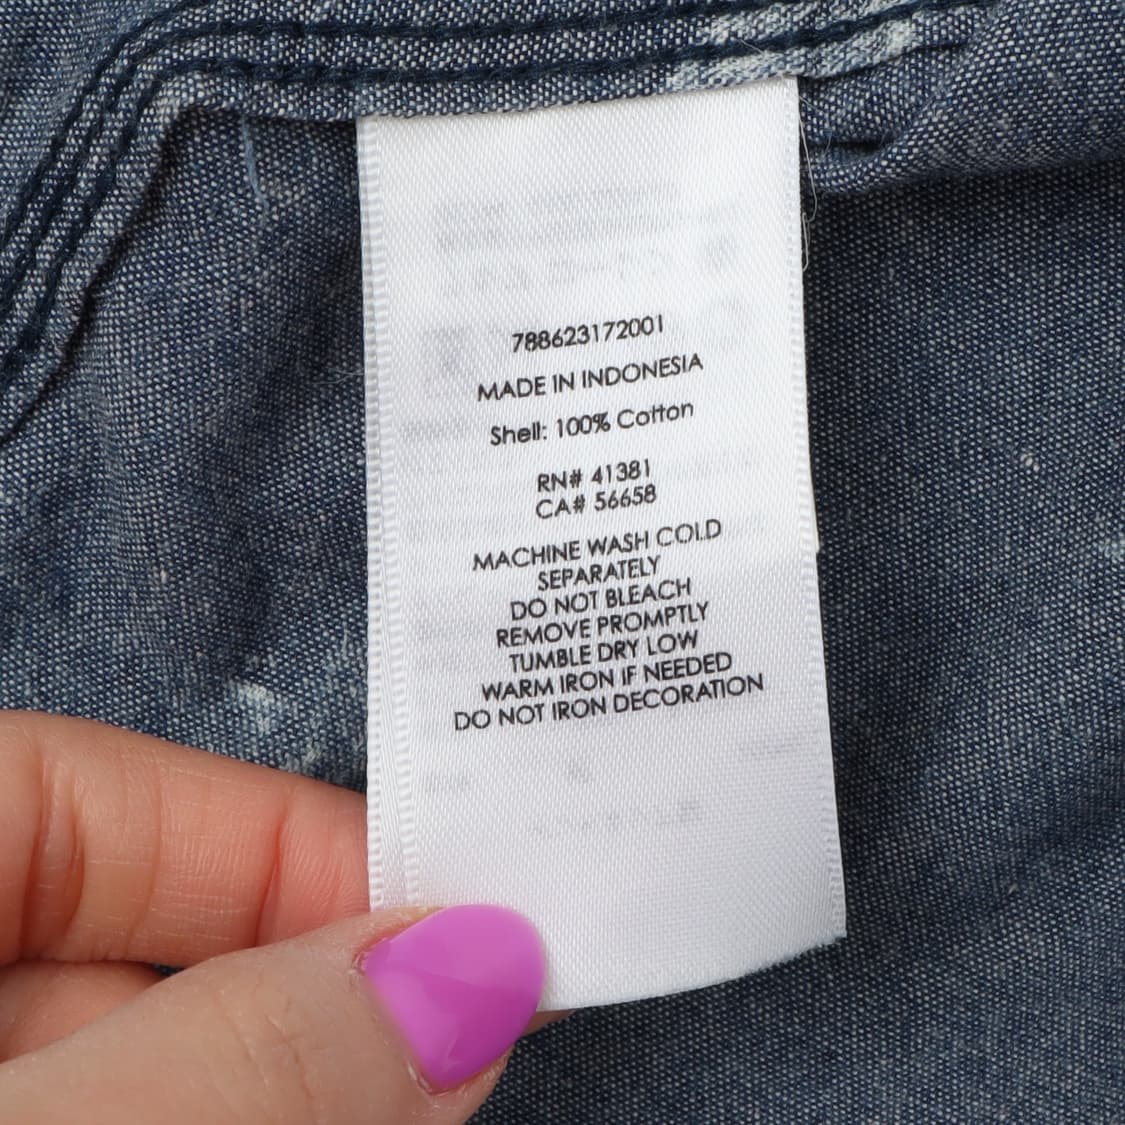 788623172001
MADE IN INDONESIA
Shell: 100% Cotton
RN# 41381
CA# 56658
MACHINE WASH COLD
SEPARATELY
DO NOT BLEACH
REMOVE PROMPTLY
TUMBLE DRY LOW
WARM IRON IF NEEDED
DO NOT IRON DECORATION